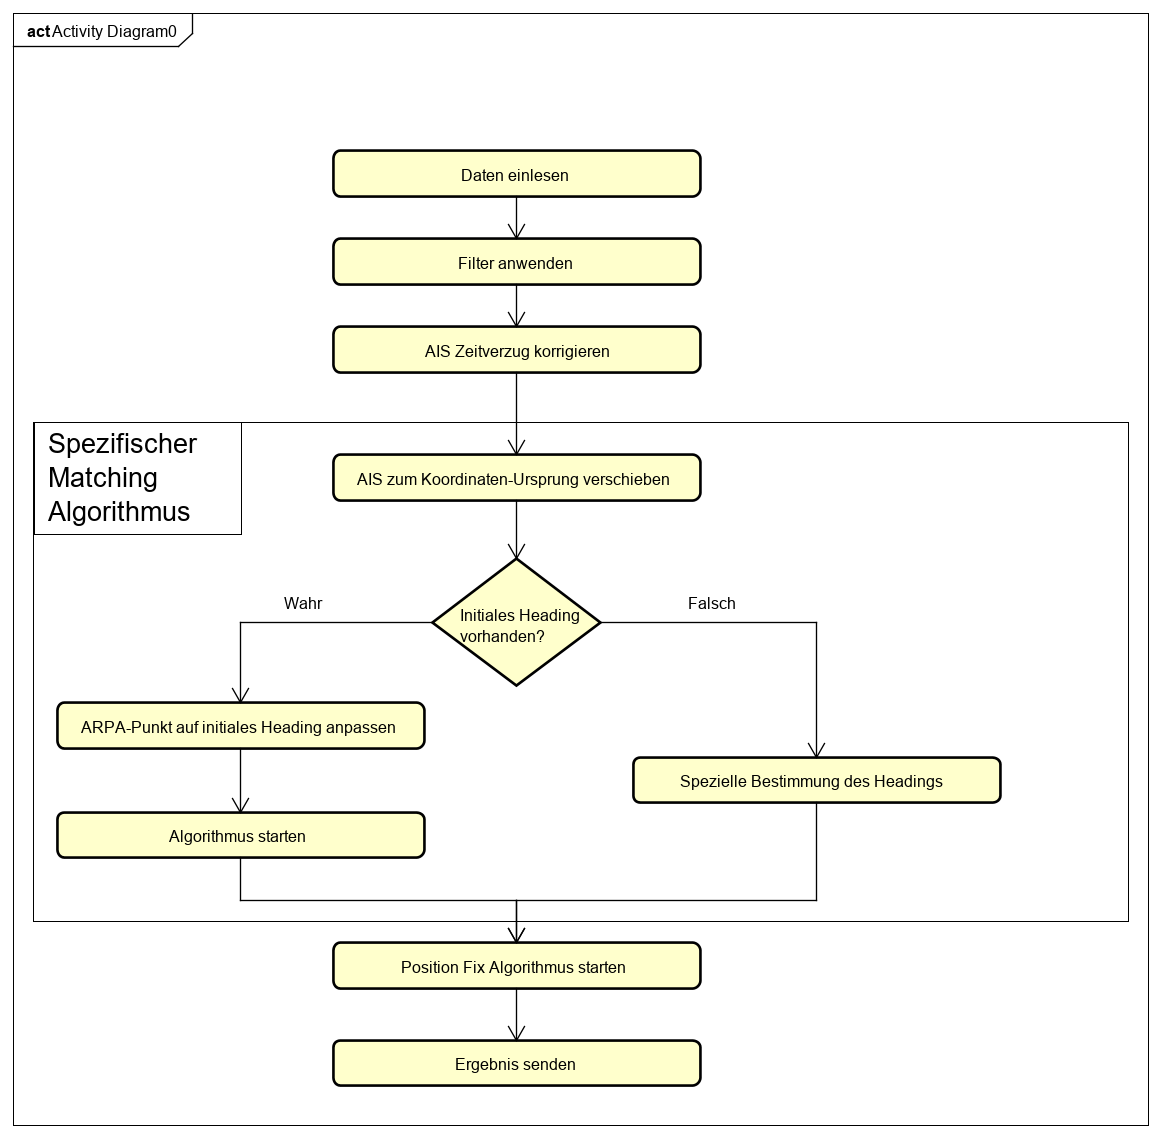 act Activity Diagram0
Daten einlesen
Filter anwenden
AIS Zeitverzug korrigieren
Spezifischer
Matching
Algorithmus
AIS zum Koordinaten-Ursprung verschieben
Initiales Heading
vorhanden?
Wahr
Falsch
ARPA-Punkt auf initiales Heading anpassen
Spezielle Bestimmung des Headings
Algorithmus starten
Position Fix Algorithmus starten
Ergebnis senden